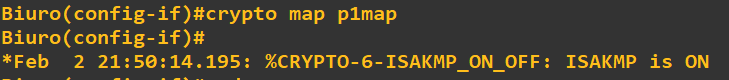 Biuro(config-if)#crypto map p1map
Biuro(config-if)#
*Feb  2 21:50:14.195: %CRYPTO-6-ISAKMP_ON_OFF: ISAKMP is ON